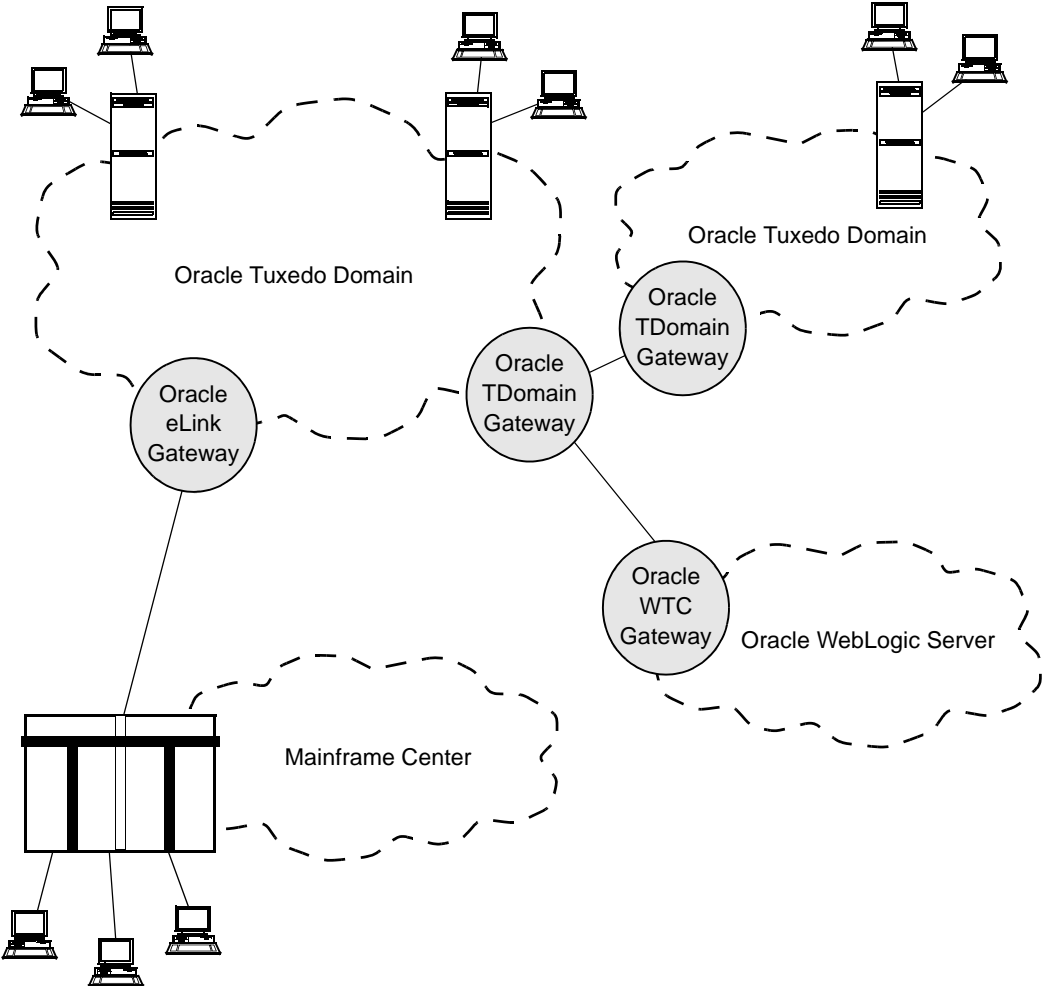 Oracle Tuedo Domain
Oracle Tuxedo Domain
Oracle
TDomain
Gateway
Oracle
TDomain
Gateway
Oracle
eLink
Gateway
Oracle
WTC
Gateway
Oracle WebLogic Server
Mainframe Center